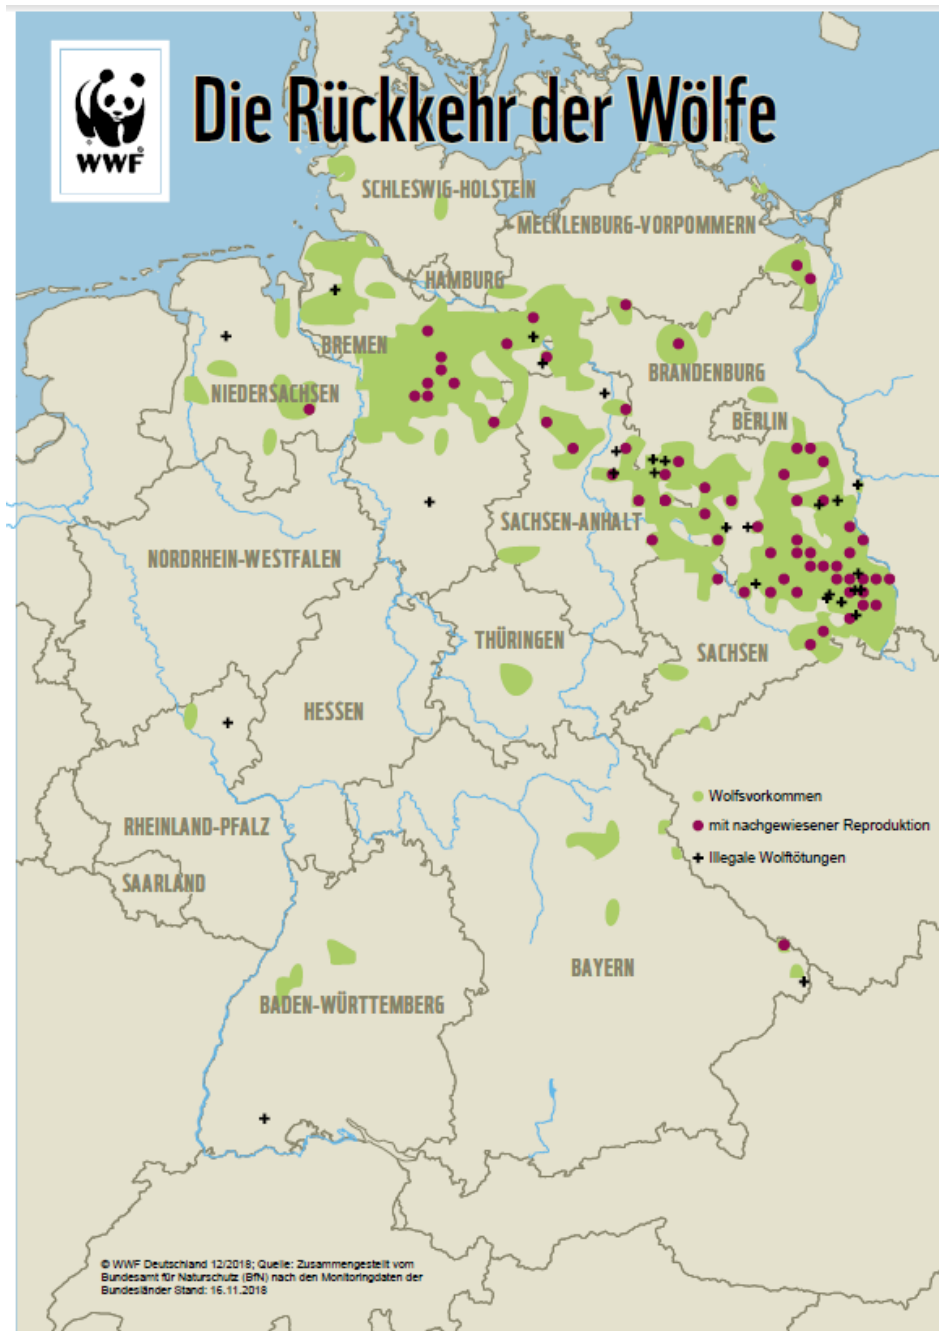 Die Rückkehr der Wölfe
WWF
SCHLESWIG-HOLSTEIN
MECKLENBURG-VORPOMMERN
HAMBURG
BREMEN
NIEDERSACHSEN
BRANDENBURG
BERLIN
SACHSEN-ANHALT
NORDRHEIN-WESTFALEN
THÜRINGEN
SACHSEN
HESSEN
Wolfsvorkommen
mit nachgewiesener Reproduktion
Illegale Wolftötungen
RHEINLAND-PFALZ
SAARLAND
BAYERN
BADEN-WÜRTTEMBERG
© WWF Deutschland 12/2018; Quelle: Zusammengestellt vom
Bundesamt für Naturschutz (BfN) nach den Monitoringdaten der
Bundesländer Stand: 16.11.2018